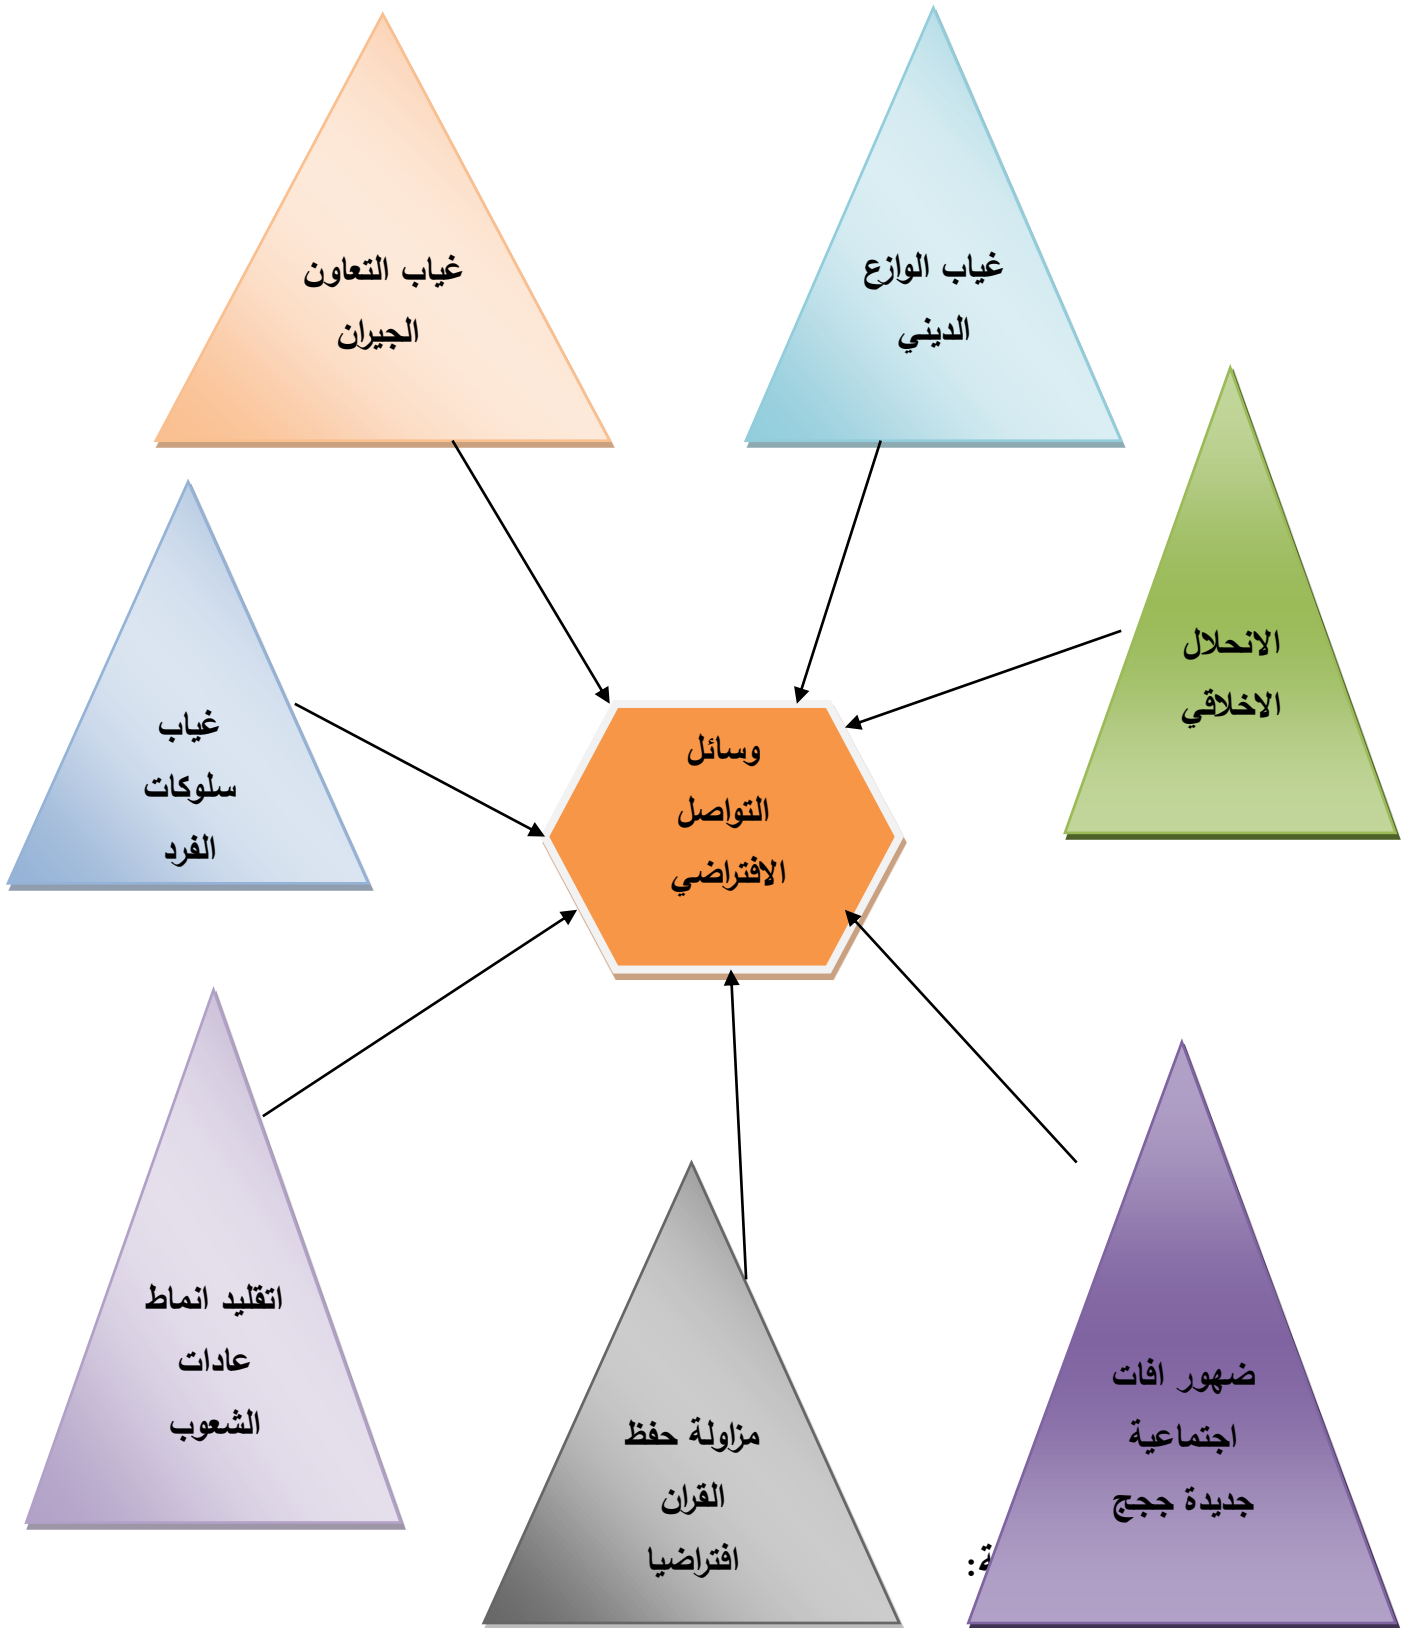 غياب التعاون
الجيران
غياب الوازع
الديني
الانحلال
الاخلاقي
غياب
سلوكات
الفرد
وسائل
التواصل
الافتراضي
اتقليد انماط
عادات
الشعوب
مزاولة حفظ
القران
افتراضيا
ضهور افات
اجتماعية
جديدة ججج
ة: